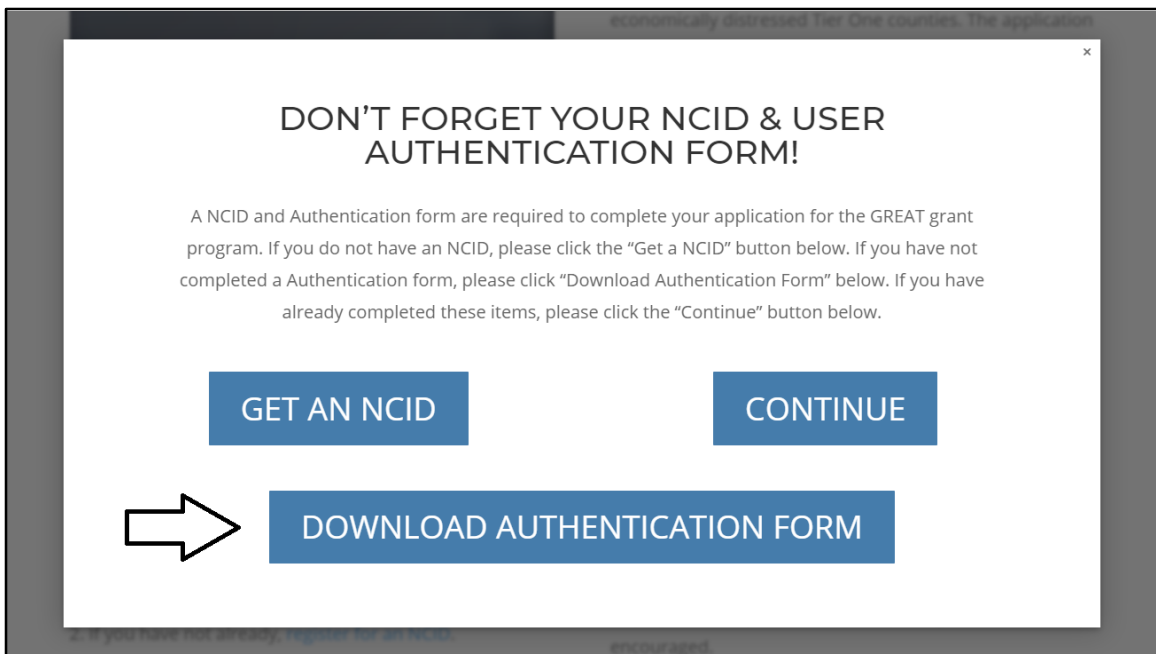 economically distressed Tier One counties. The application
×
DON’T FORGET YOUR NCID & USER
AUTHENTICATION FORM!
A NCID and Authentication form are required to complete your application for the GREAT grant
program. If you do not have an NCID, please click the “Get a NCID” button below. If you have not
completed a Authentication form, please click “Download Authentication Form” below. If you have
already completed these items, please click the “Continue” button below.
GET AN NCID
CONTINUE
DOWNLOAD AUTHENTICATION FORM
2. If you have not already, register for an NCID.
encouraged.